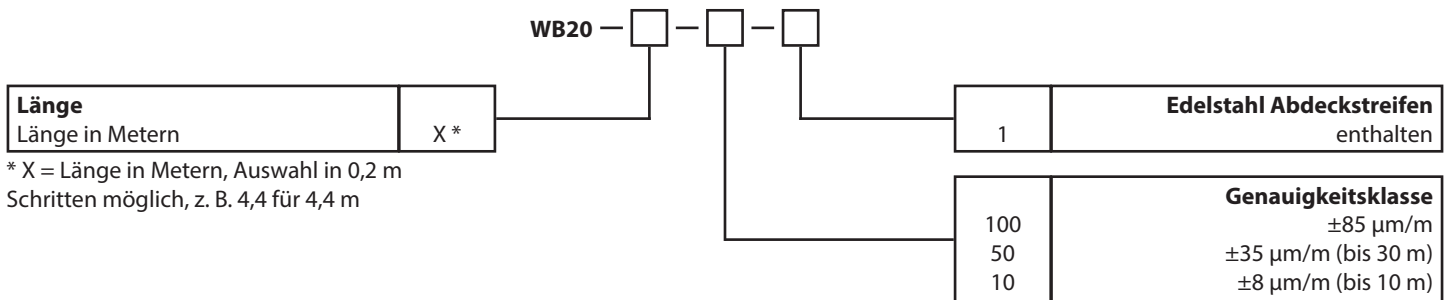 WB20 — □ — □ — □
Länge
Länge in Metern X *
* X = Länge in Metern, Auswahl in 0,2 m
Schritten möglich, z. B. 4,4 für 4,4 m
Edelstahl Abdeckstreifen
1 enthalten
Genauigkeitsklasse
100 ±85 µm/m
50 ±35 µm/m (bis 30 m)
10 ±8 µm/m (bis 10 m)